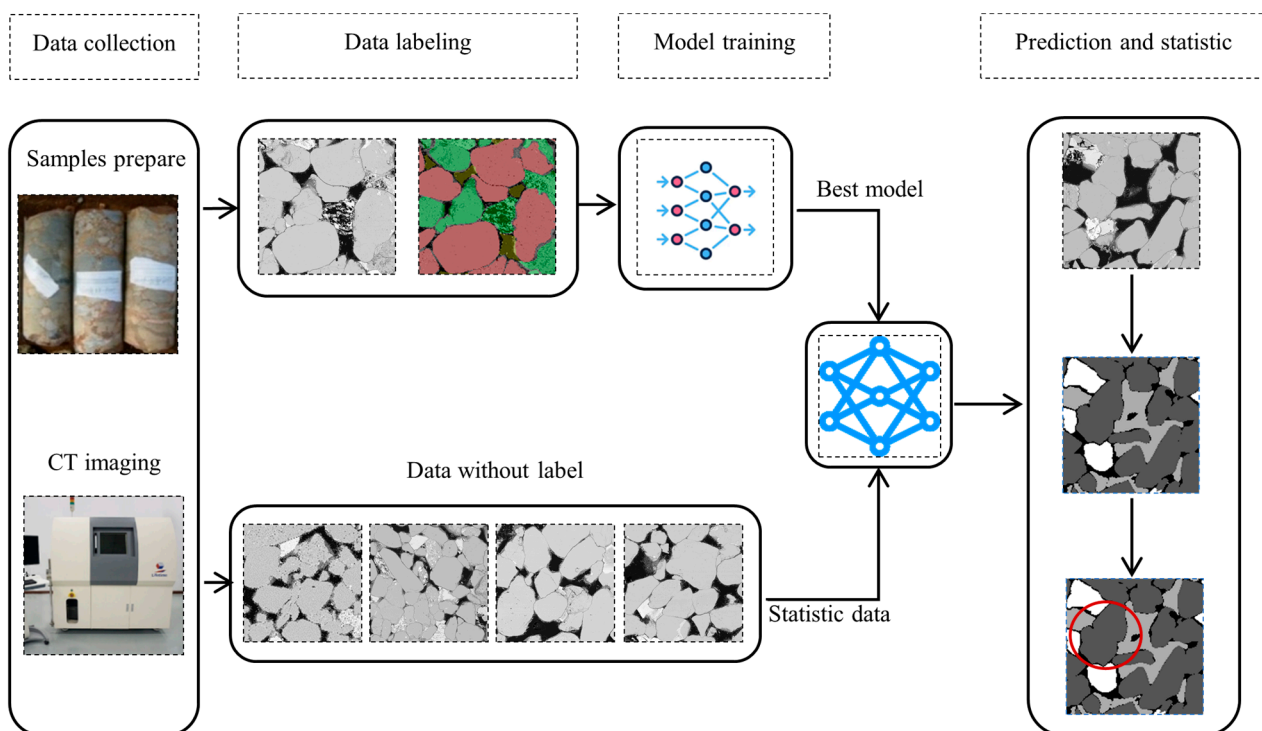 Data collection
Data labeling
Model training
Prediction and statistic
Samples prepare
Best model
CT imaging
Data without label
Statistic data